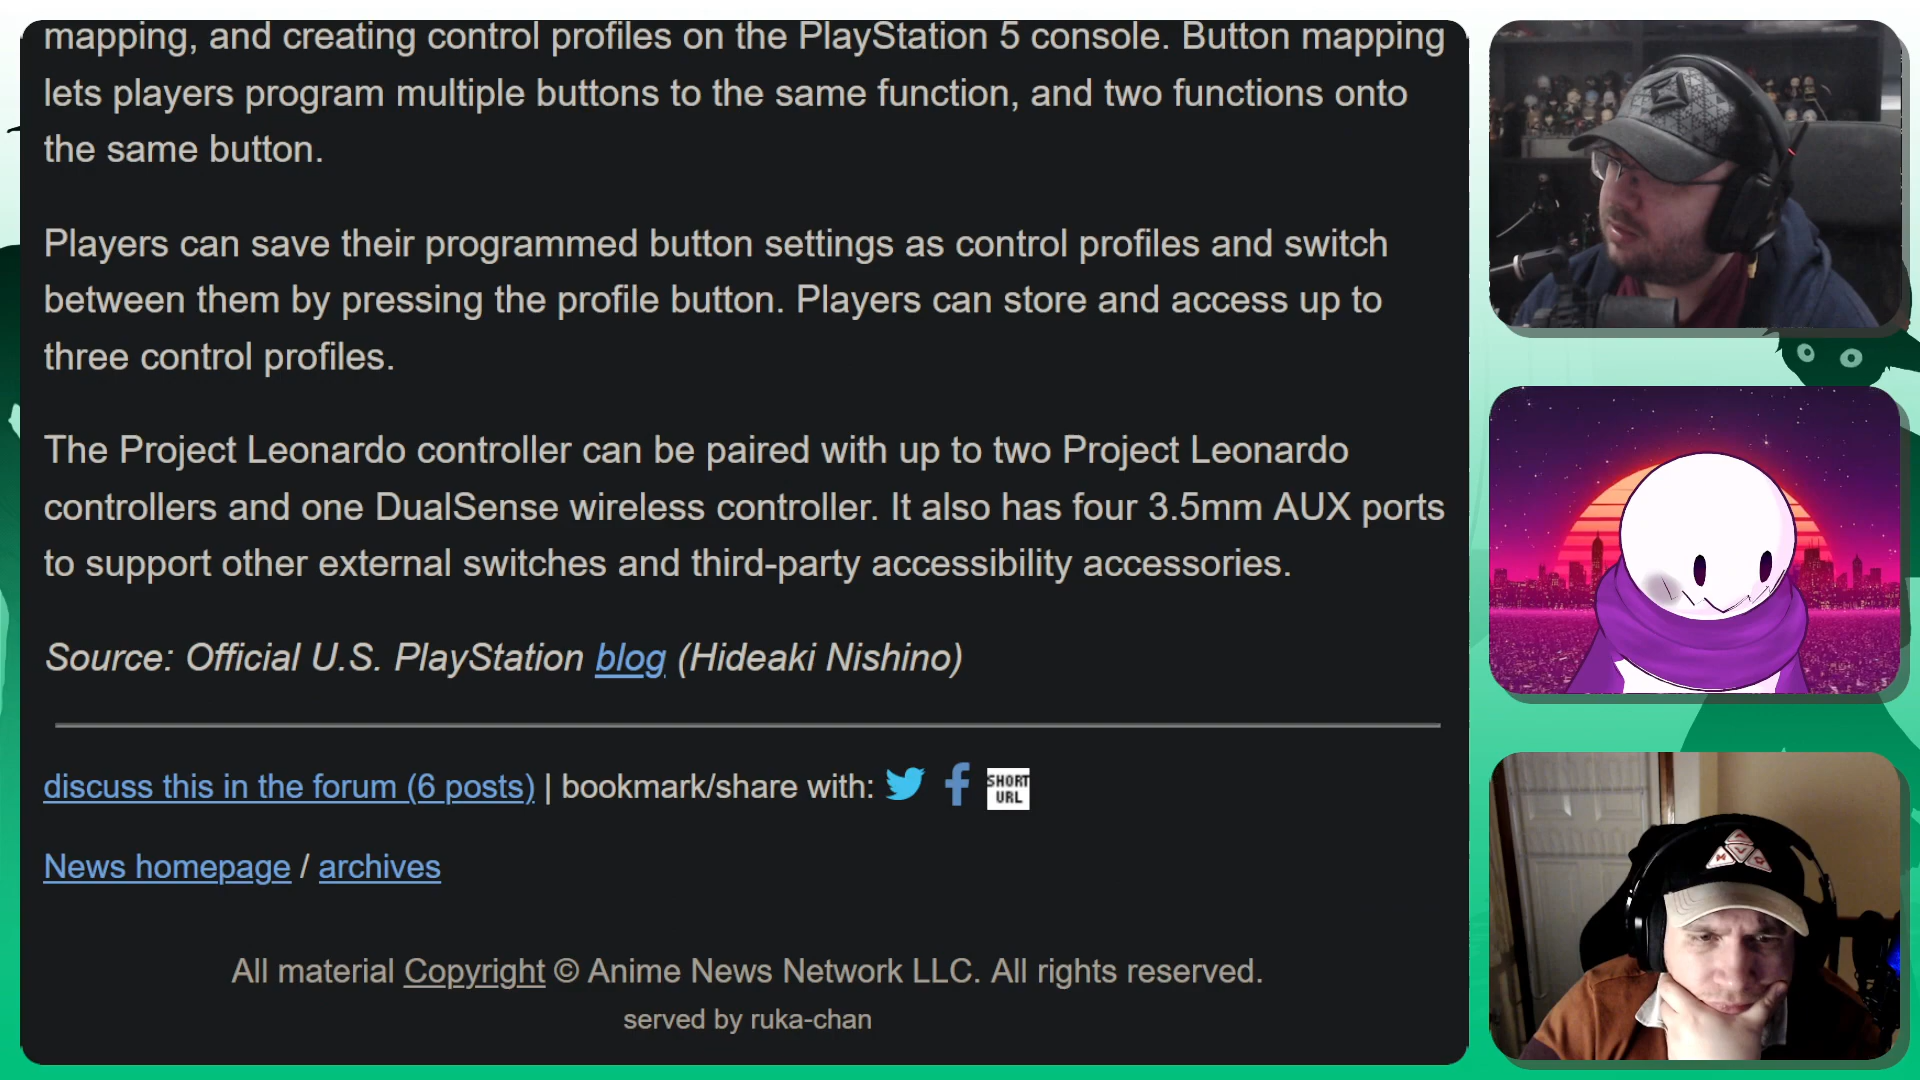 mapping, and creating control profiles on the PlayStation 5 console. Button mapping
lets players program multiple buttons to the same function, and two functions onto
the same button.
Players can save their programmed button settings as control profiles and switch
between them by pressing the profile button. Players can store and access up to
three control profiles.
The Project Leonardo controller can be paired with up to two Project Leonardo
controllers and one DualSense wireless controller. It also has four 3.5mm AUX ports
to support other external switches and third-party accessibility accessories.
Source: Official U.S. PlayStation blog (Hideaki Nishino)
discuss this in the forum (6 posts) | bookmark/share with: SHORT URL
News homepage / archives
All material Copyright © Anime News Network LLC. All rights reserved.
served by ruka-chan